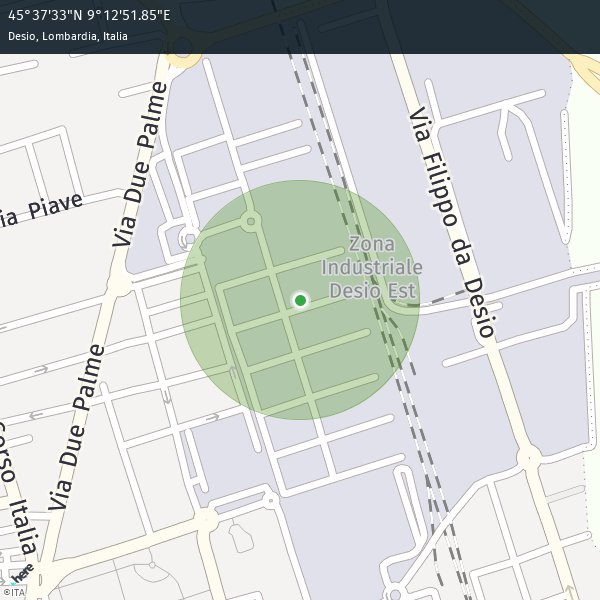 45°37'33"N 9°12'51.85"E
Desio, Lombardia, Italia
Via Due Palme
Via Filippo da Desio
ia Piave
Zona
Industriale
Desio Est
Via Due Palme
Corso Italia
here
©ITA